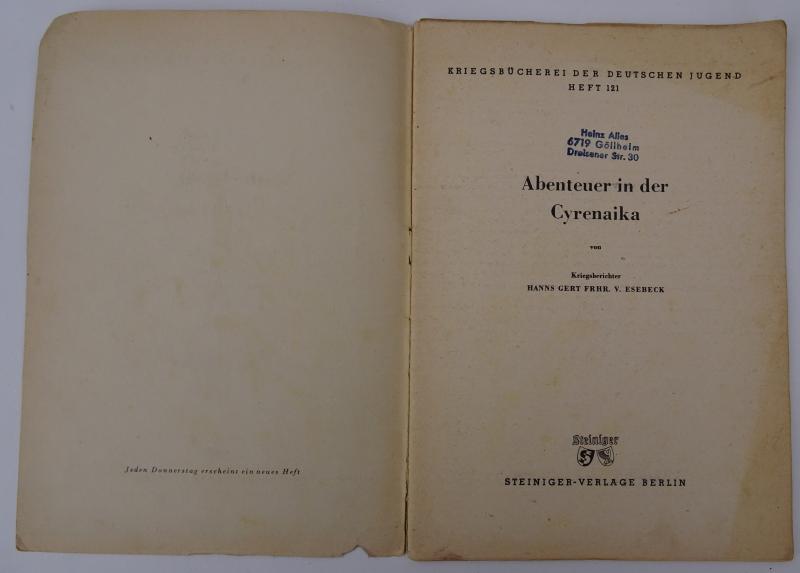 Jeden Donnerstag erscheint ein neues Heft
KRIEGSBÜCHEREI DER DEUTSCHEN JUGEND
HEFT 121
Heinz Alles
6719 Göllheim
Dreisener Str. 30
Abenteuer in der
Cyrenaika
von
Kriegsberichter
HANNS GERT FRHR. V. ESEBECK
Steiniger
STEINIGER-VERLAGE BERLIN